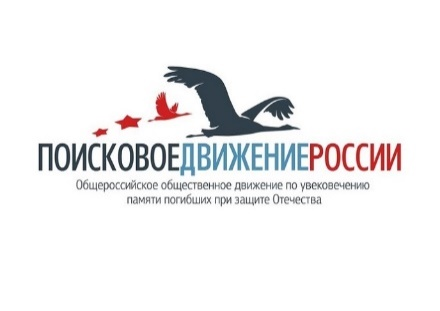 ПОИСКОВОЕДВИЖЕНИЕРОССИИ
Общероссийское общественное движение по увековечению
памяти погибших при защите Отечества